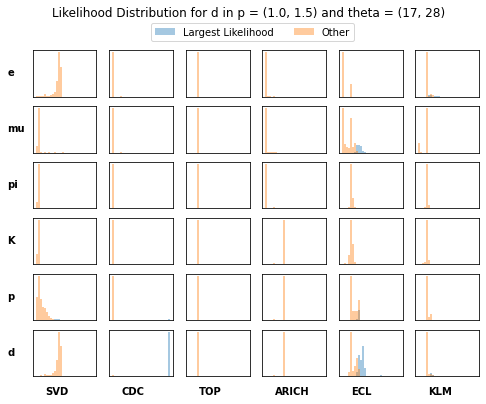 Likelihood Distribution for d in p = (1.0, 1.5) and theta = (17, 28)
Largest Likelihood Other
e
mu
pi
K
p
d
SVD CDC TOP ARICH ECL KLM